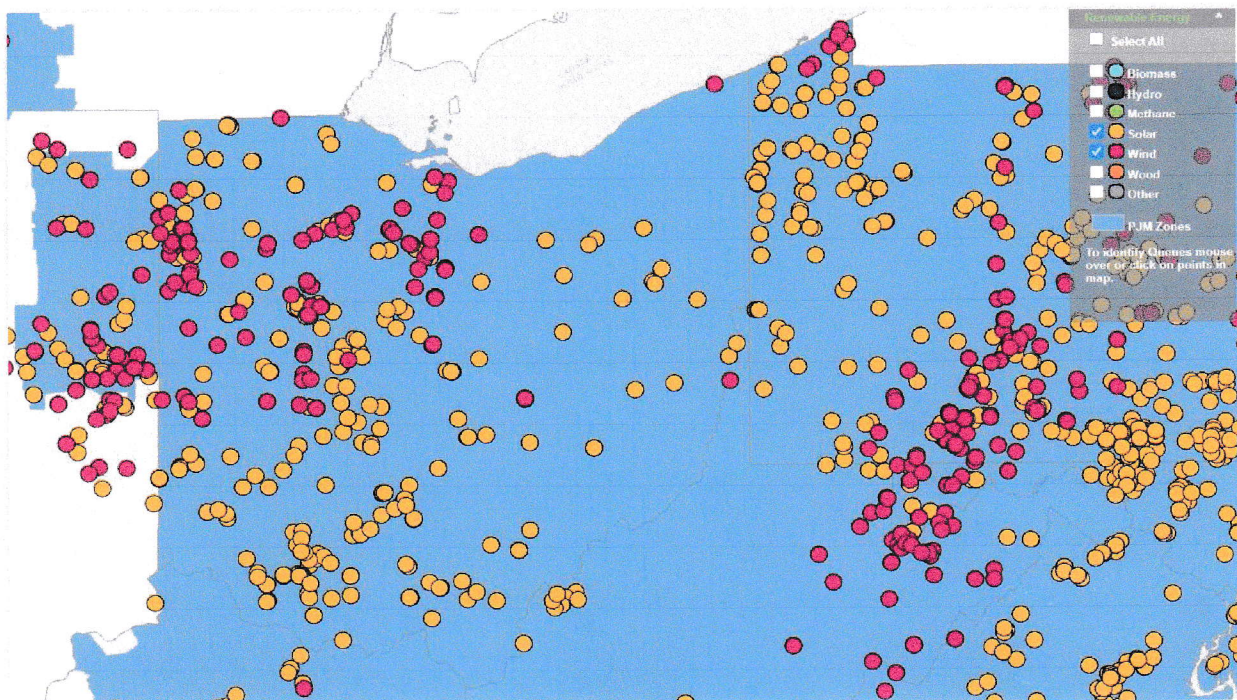 Renewable Energy
Select All
Biomass
Hydro
Methane
Solar
Wind
Wood
Other
PJM Zones
To identify Queues mouse
over or click on points in
map.